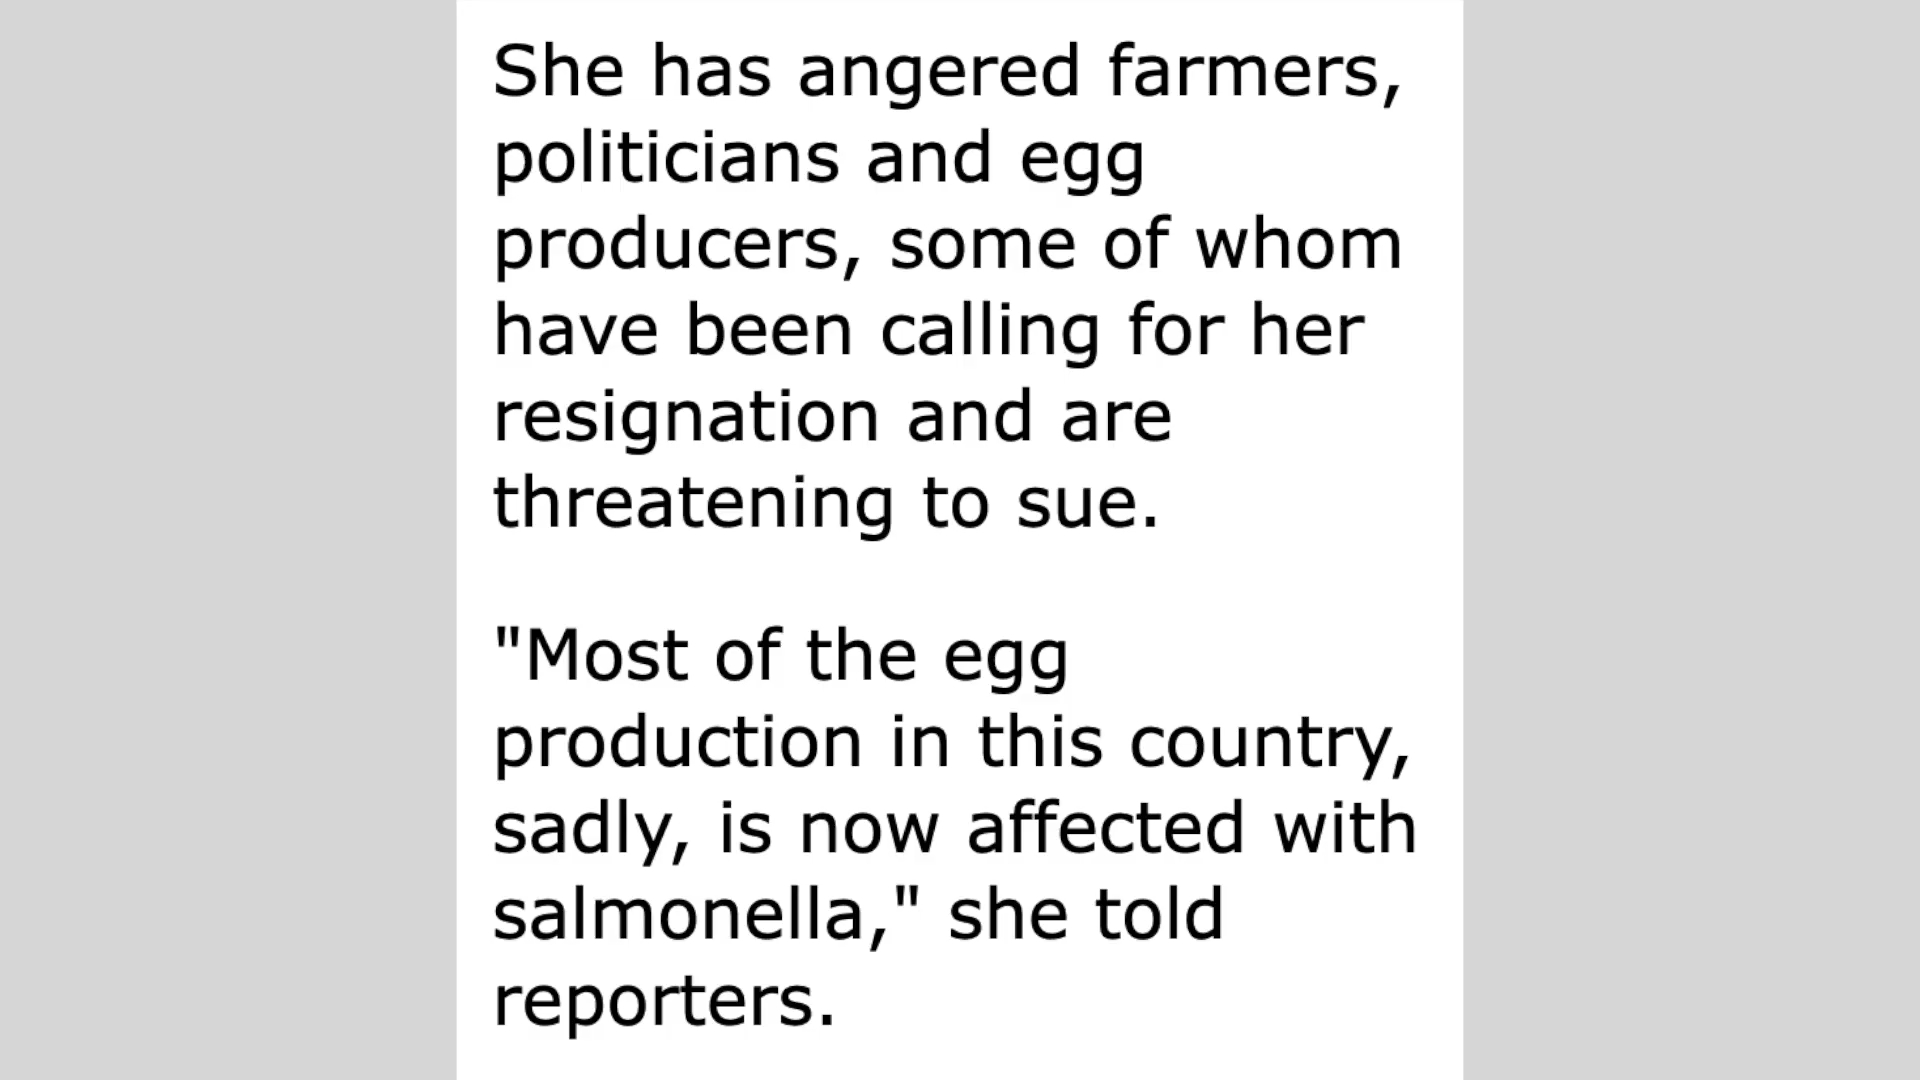 She has angered farmers,
politicians and egg
producers, some of whom
have been calling for her
resignation and are
threatening to sue.
"Most of the egg
production in this country,
sadly, is now affected with
salmonella," she told
reporters.